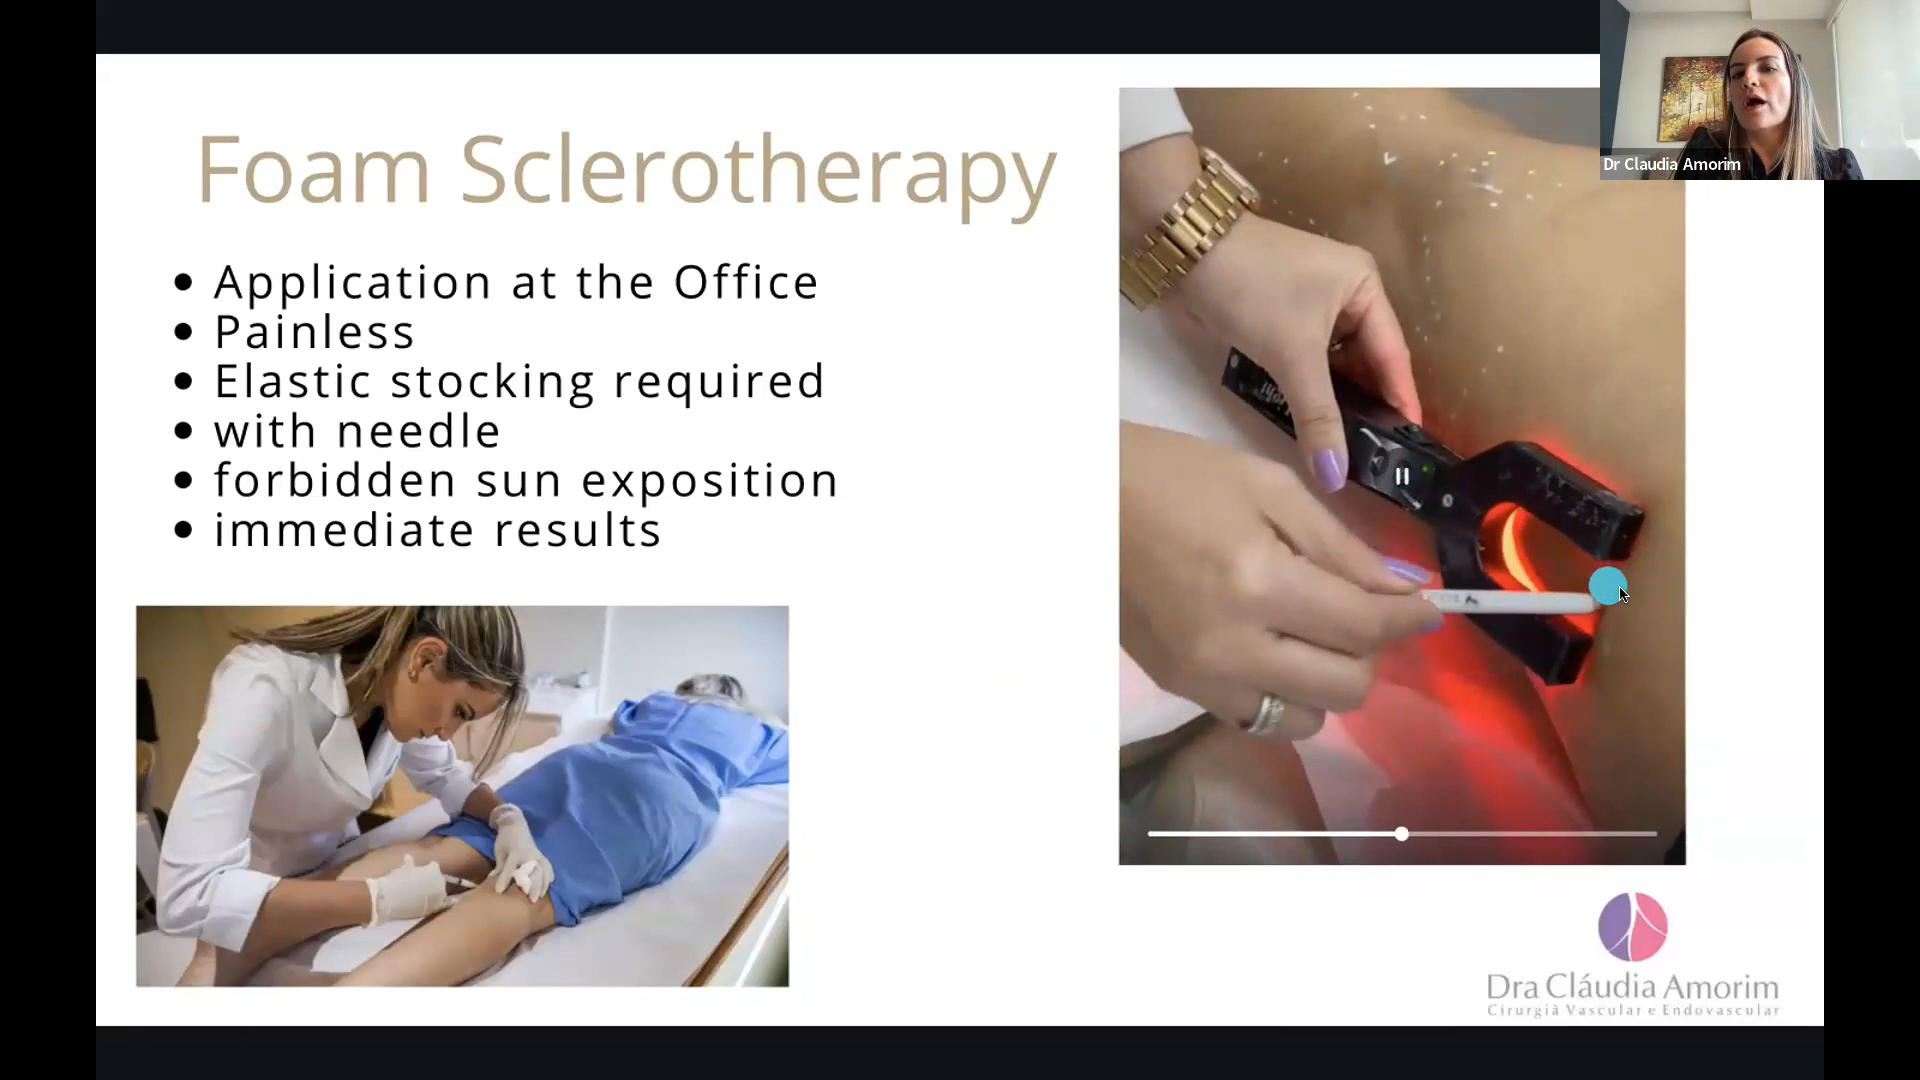 Foam Sclerotherapy
• Application at the Office
• Painless
• Elastic stocking required
• with needle
• forbidden sun exposition
• immediate results
Dr Claudia Amorim
Dra Cláudia Amorim
Cirurgia Vascular e Endovascular